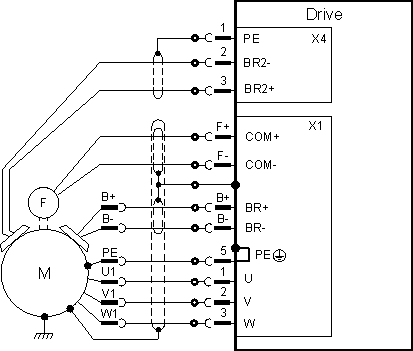 Drive
1 PE X4
2 BR2-
3 BR2+
X1
F+ COM+
F- COM-
F
B+ B+ BR+
B- B- BR-
PE 5 PE
M
U1 1 U
V1 2 V
W1 3 W